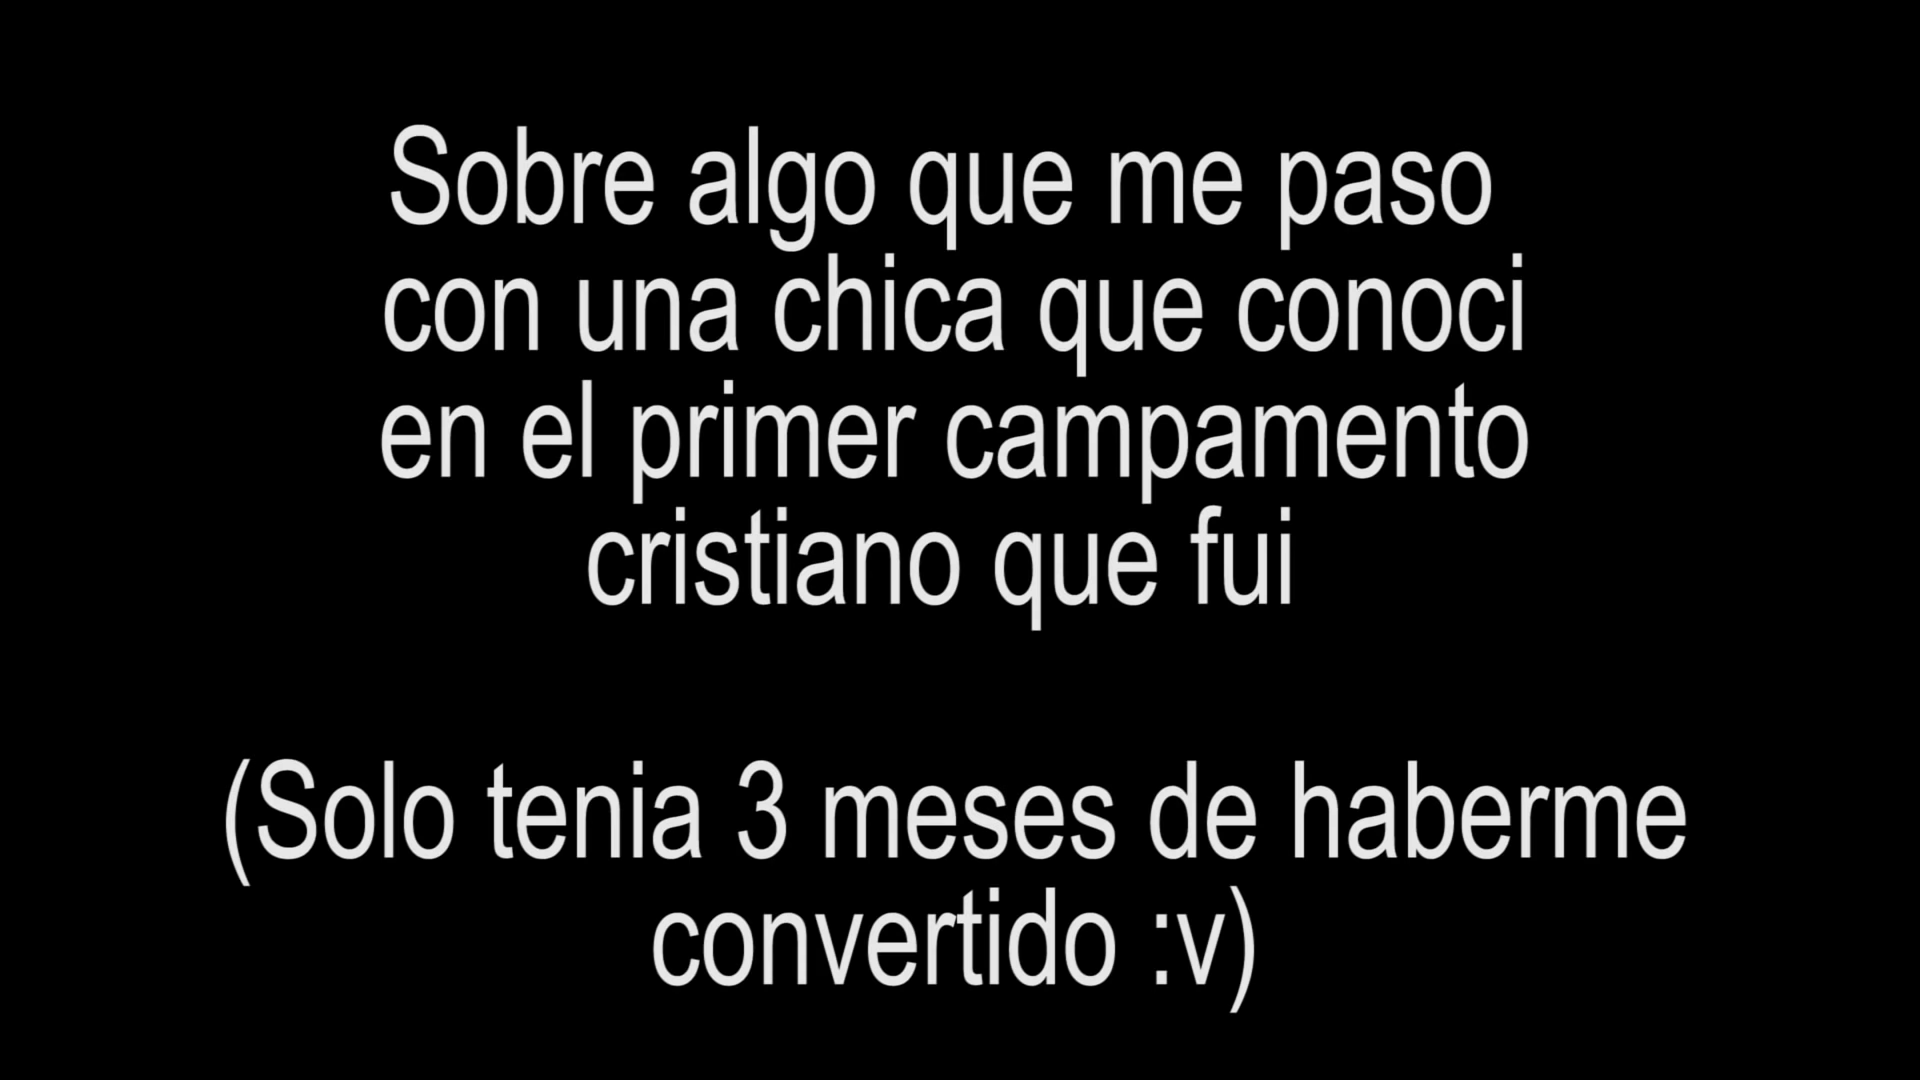 Sobre algo que me paso
con una chica que conoci
en el primer campamento
cristiano que fui
(Solo tenia 3 meses de haberme
convertido :v)